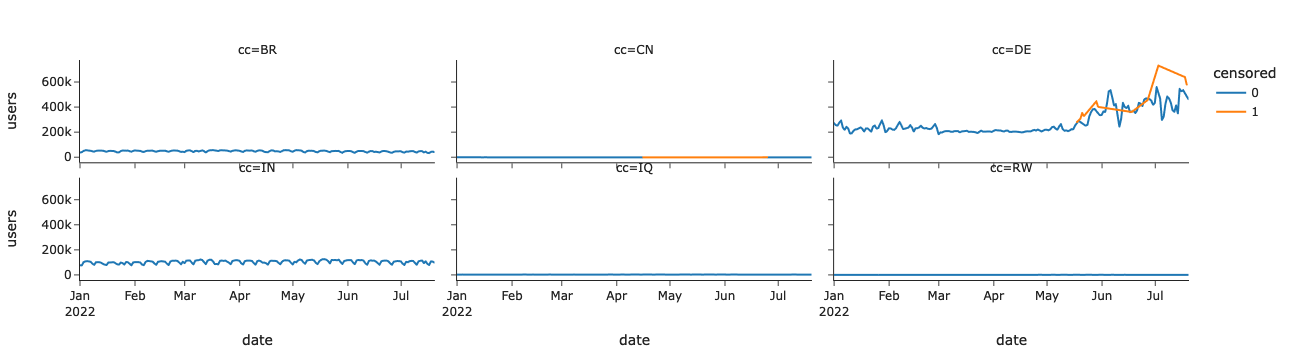 cc=BR
cc=CN
cc=DE
censored
0
1
users
600k
400k
200k
0
cc=IN
cc=IQ
cc=RW
users
600k
400k
200k
0
Jan Feb Mar Apr May Jun Jul
2022
Jan Feb Mar Apr May Jun Jul
2022
Jan Feb Mar Apr May Jun Jul
2022
date
date
date